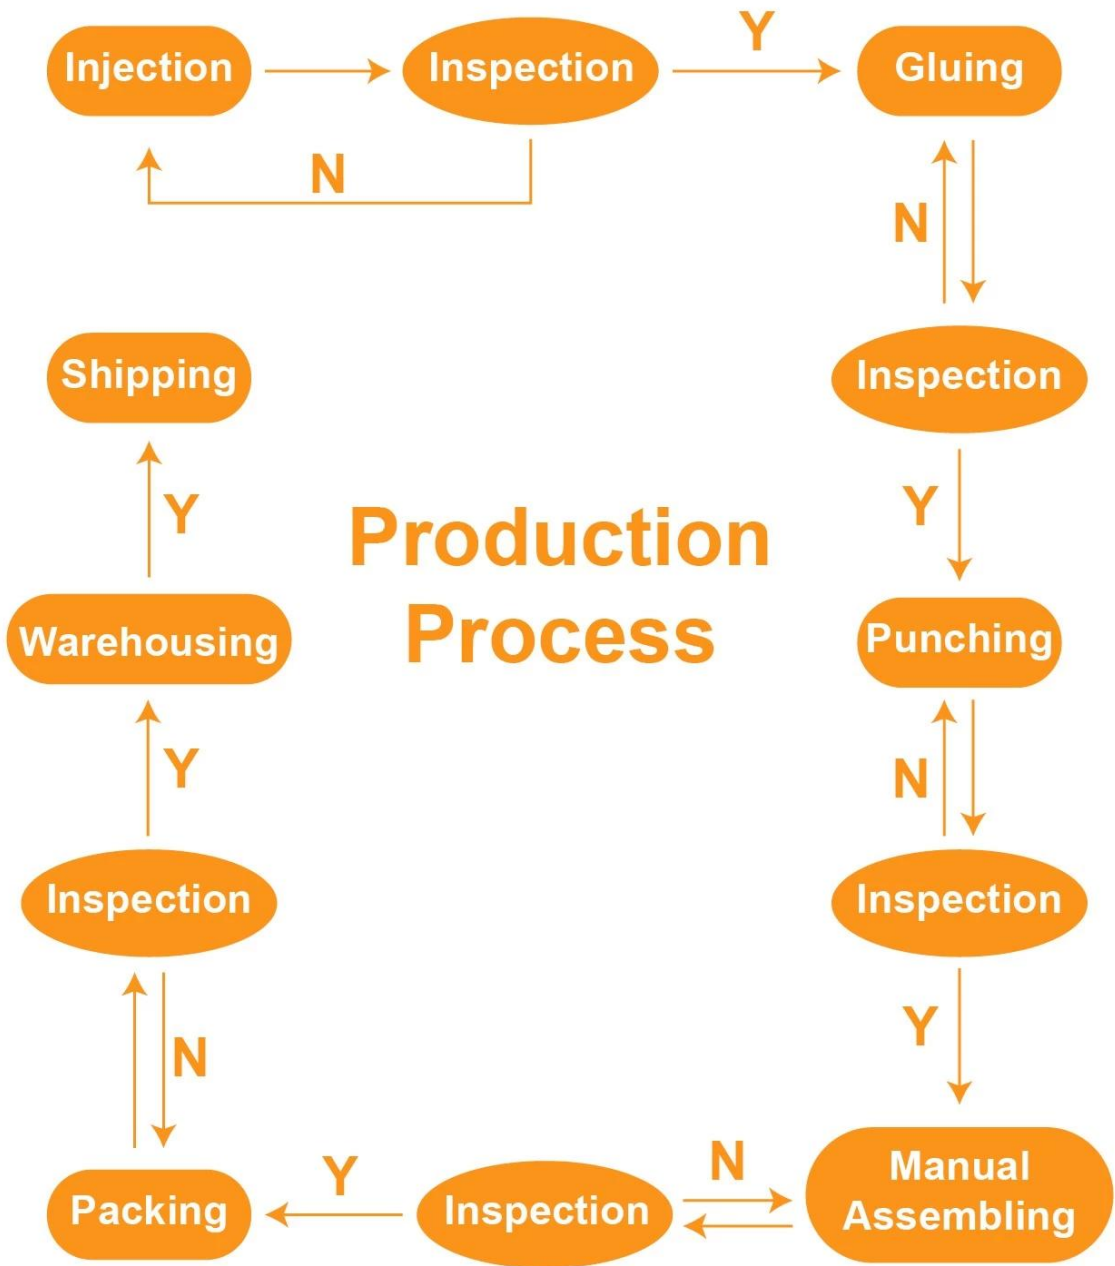 Injection
Inspection
Y
Gluing
N
N
Inspection
Y
Punching
N
Inspection
Y
Manual
Assembling
N
Inspection
Y
Packing
N
Inspection
Y
Warehousing
Y
Shipping
Production
Process